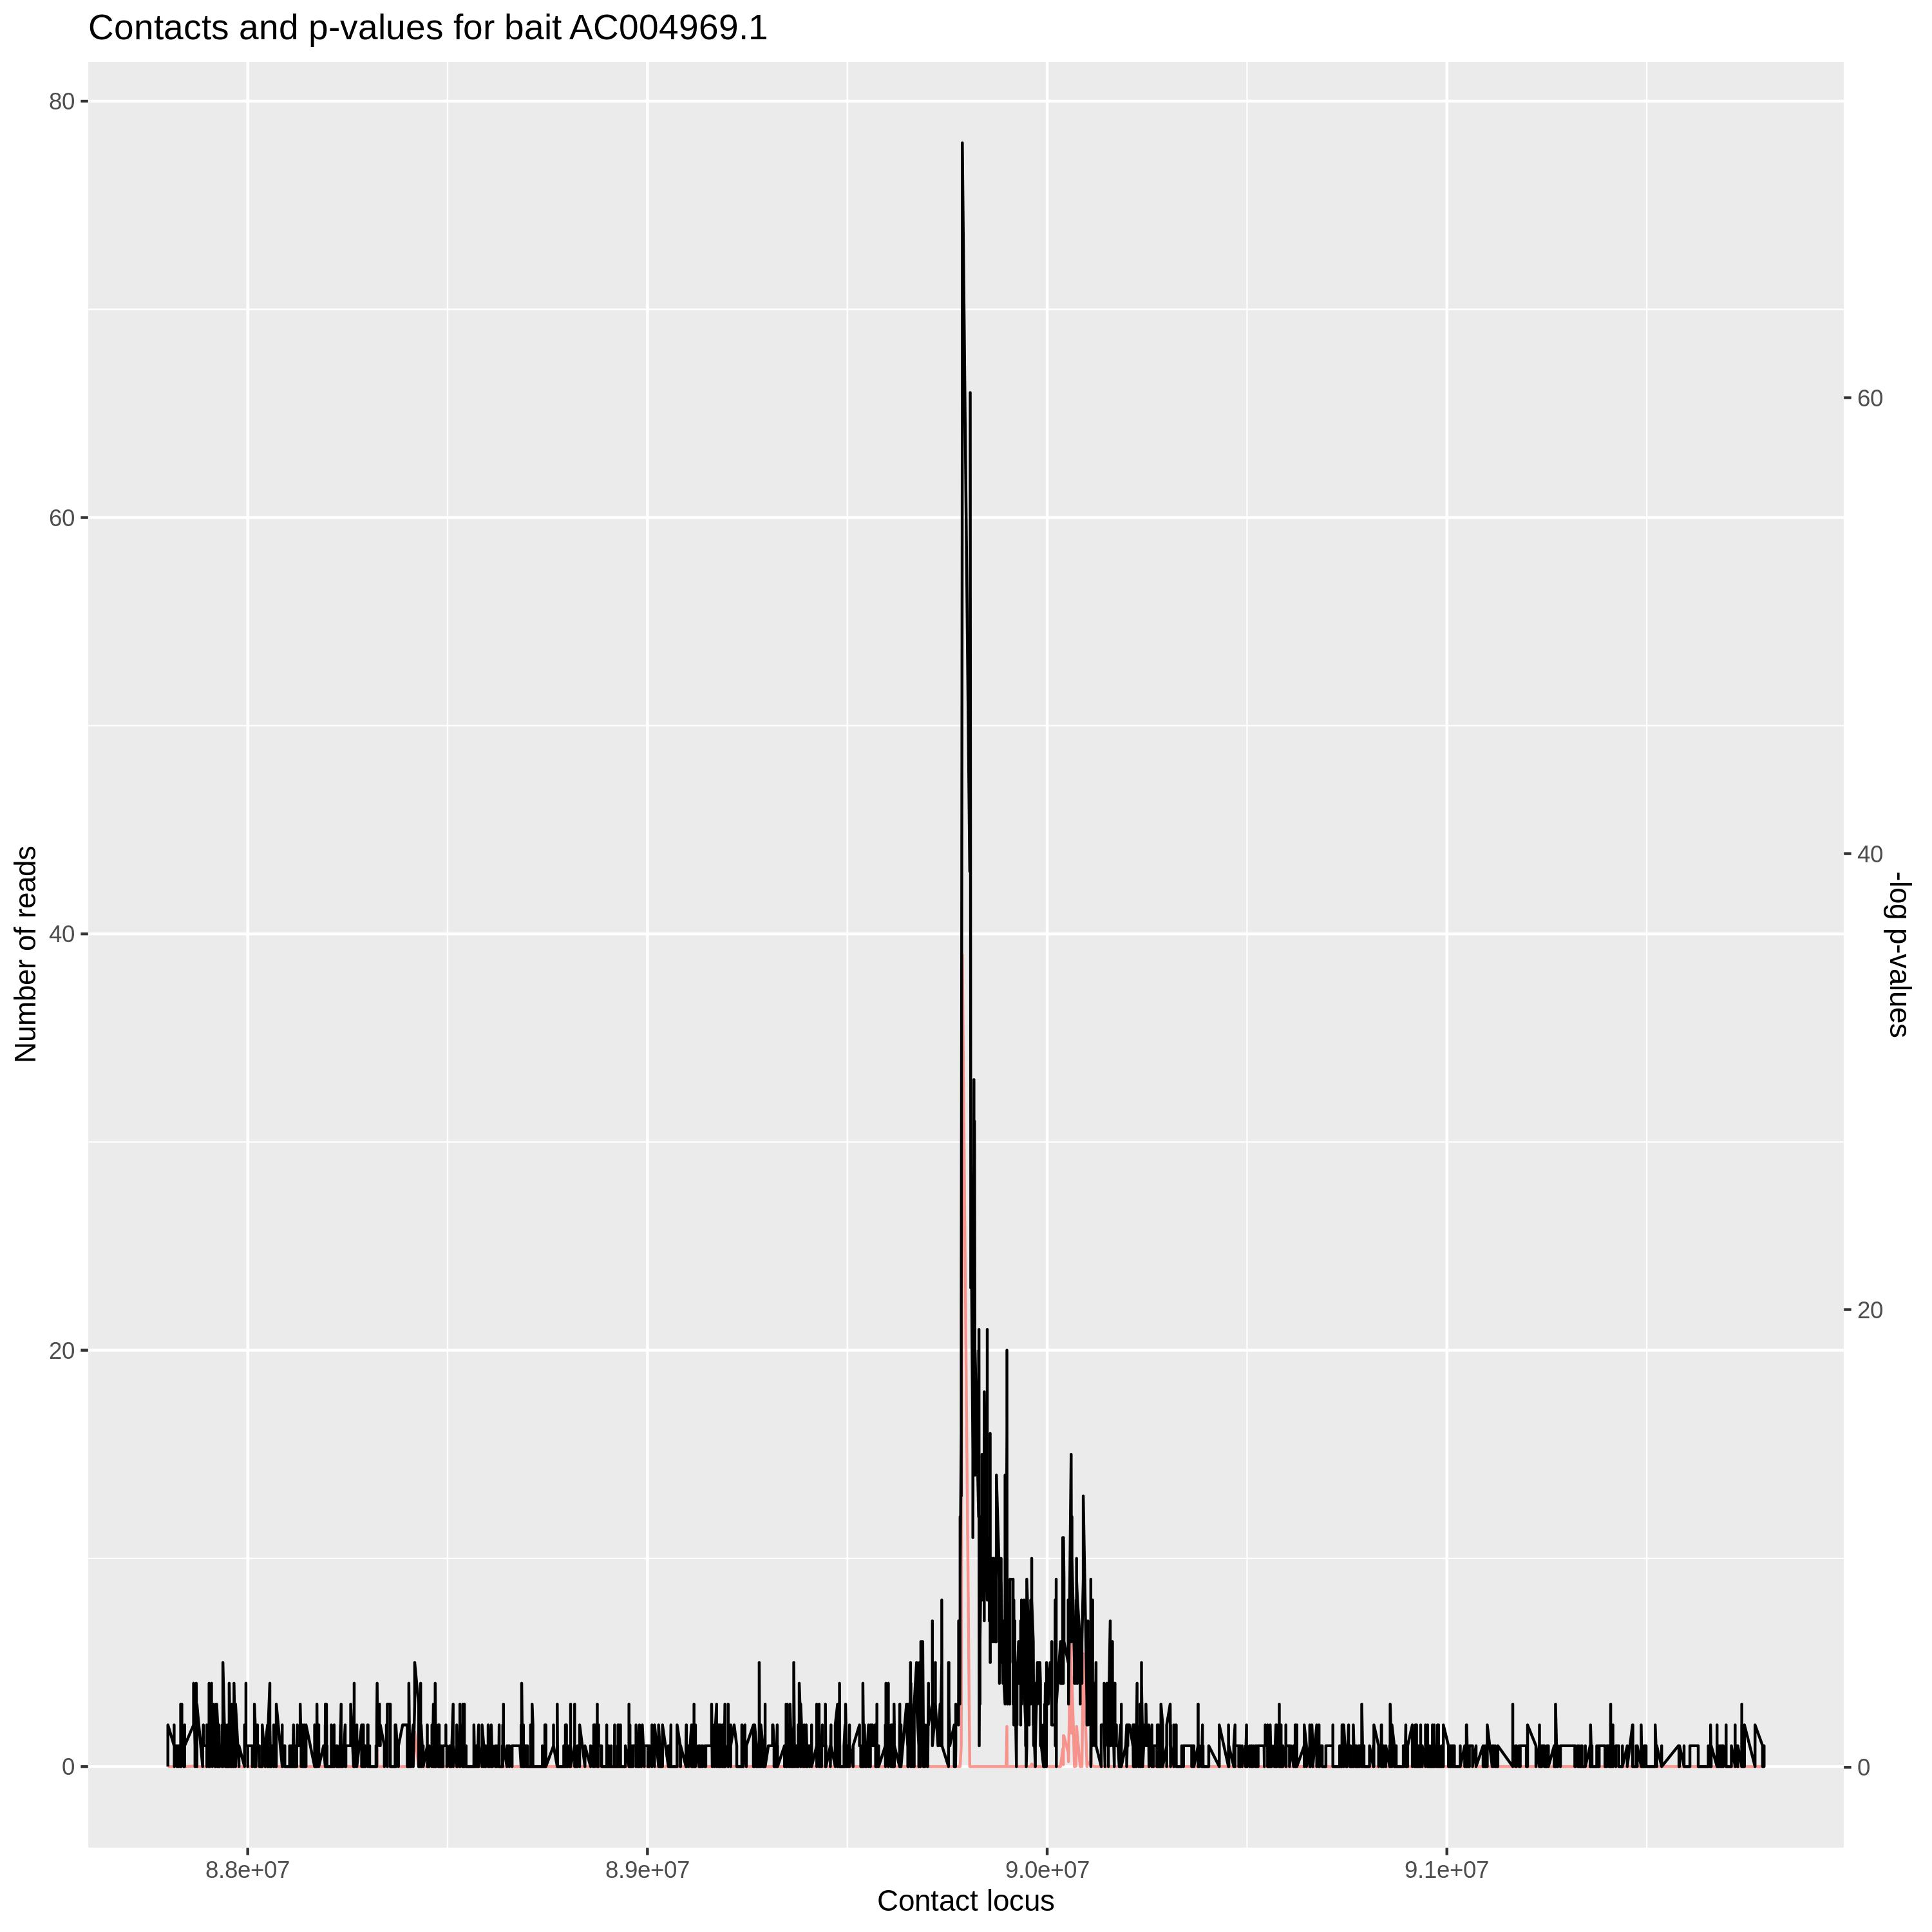 Contacts and p-values for bait AC004969.1
80
60
40
20
0
Number of reads
60
40
20
0
-log p-values
8.8e+07
8.9e+07
9.0e+07
9.1e+07
Contact locus